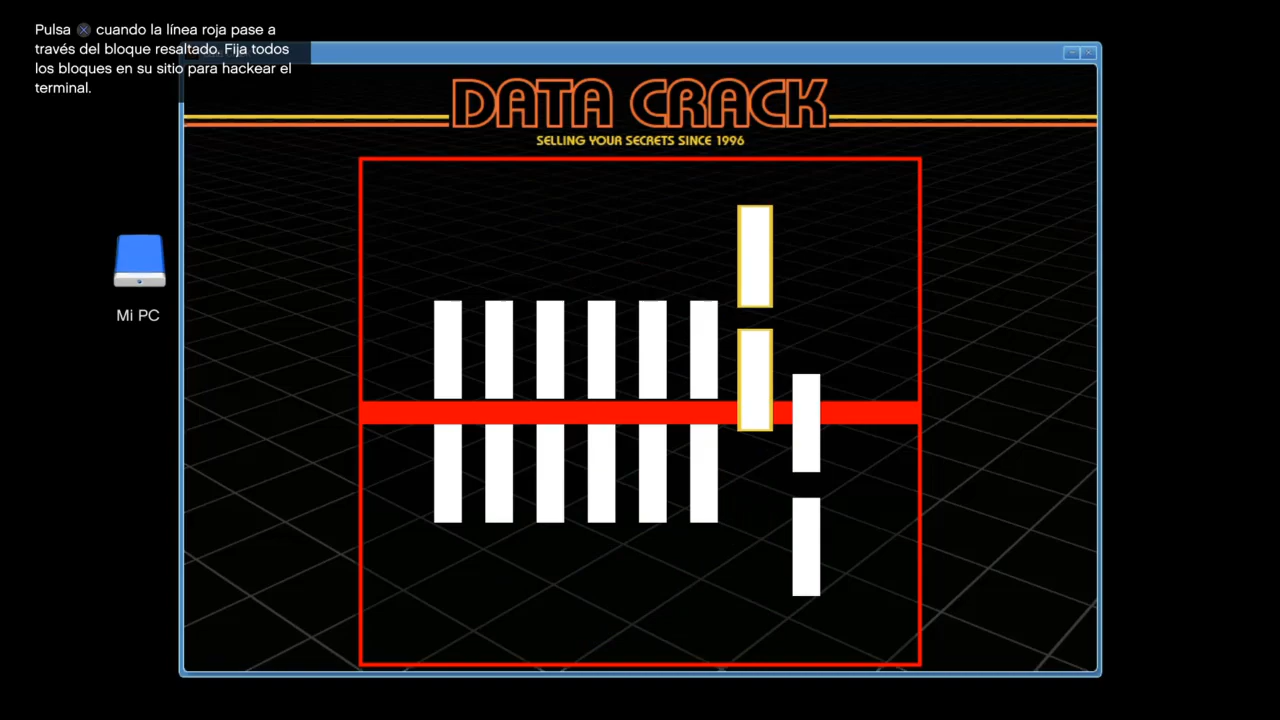 Pulsa ⊗ cuando la línea roja pase a
través del bloque resaltado. Fija todos
los bloques en su sitio para hackear el
terminal.
DATA CRACK
SELLING YOUR SECRETS SINCE 1996
Mi PC